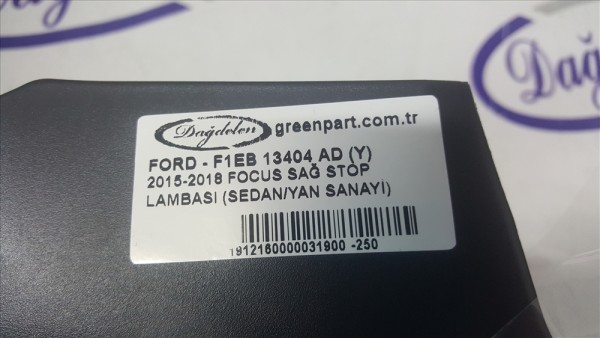 Dağdelen
greenpart.com.tr
FORD - F1EB 13404 AD (Y)
2015-2018 FOCUS SAĞ STOP
LAMBASI (SEDAN/YAN SANAYİ)
1912160000031900 -250
Dağ